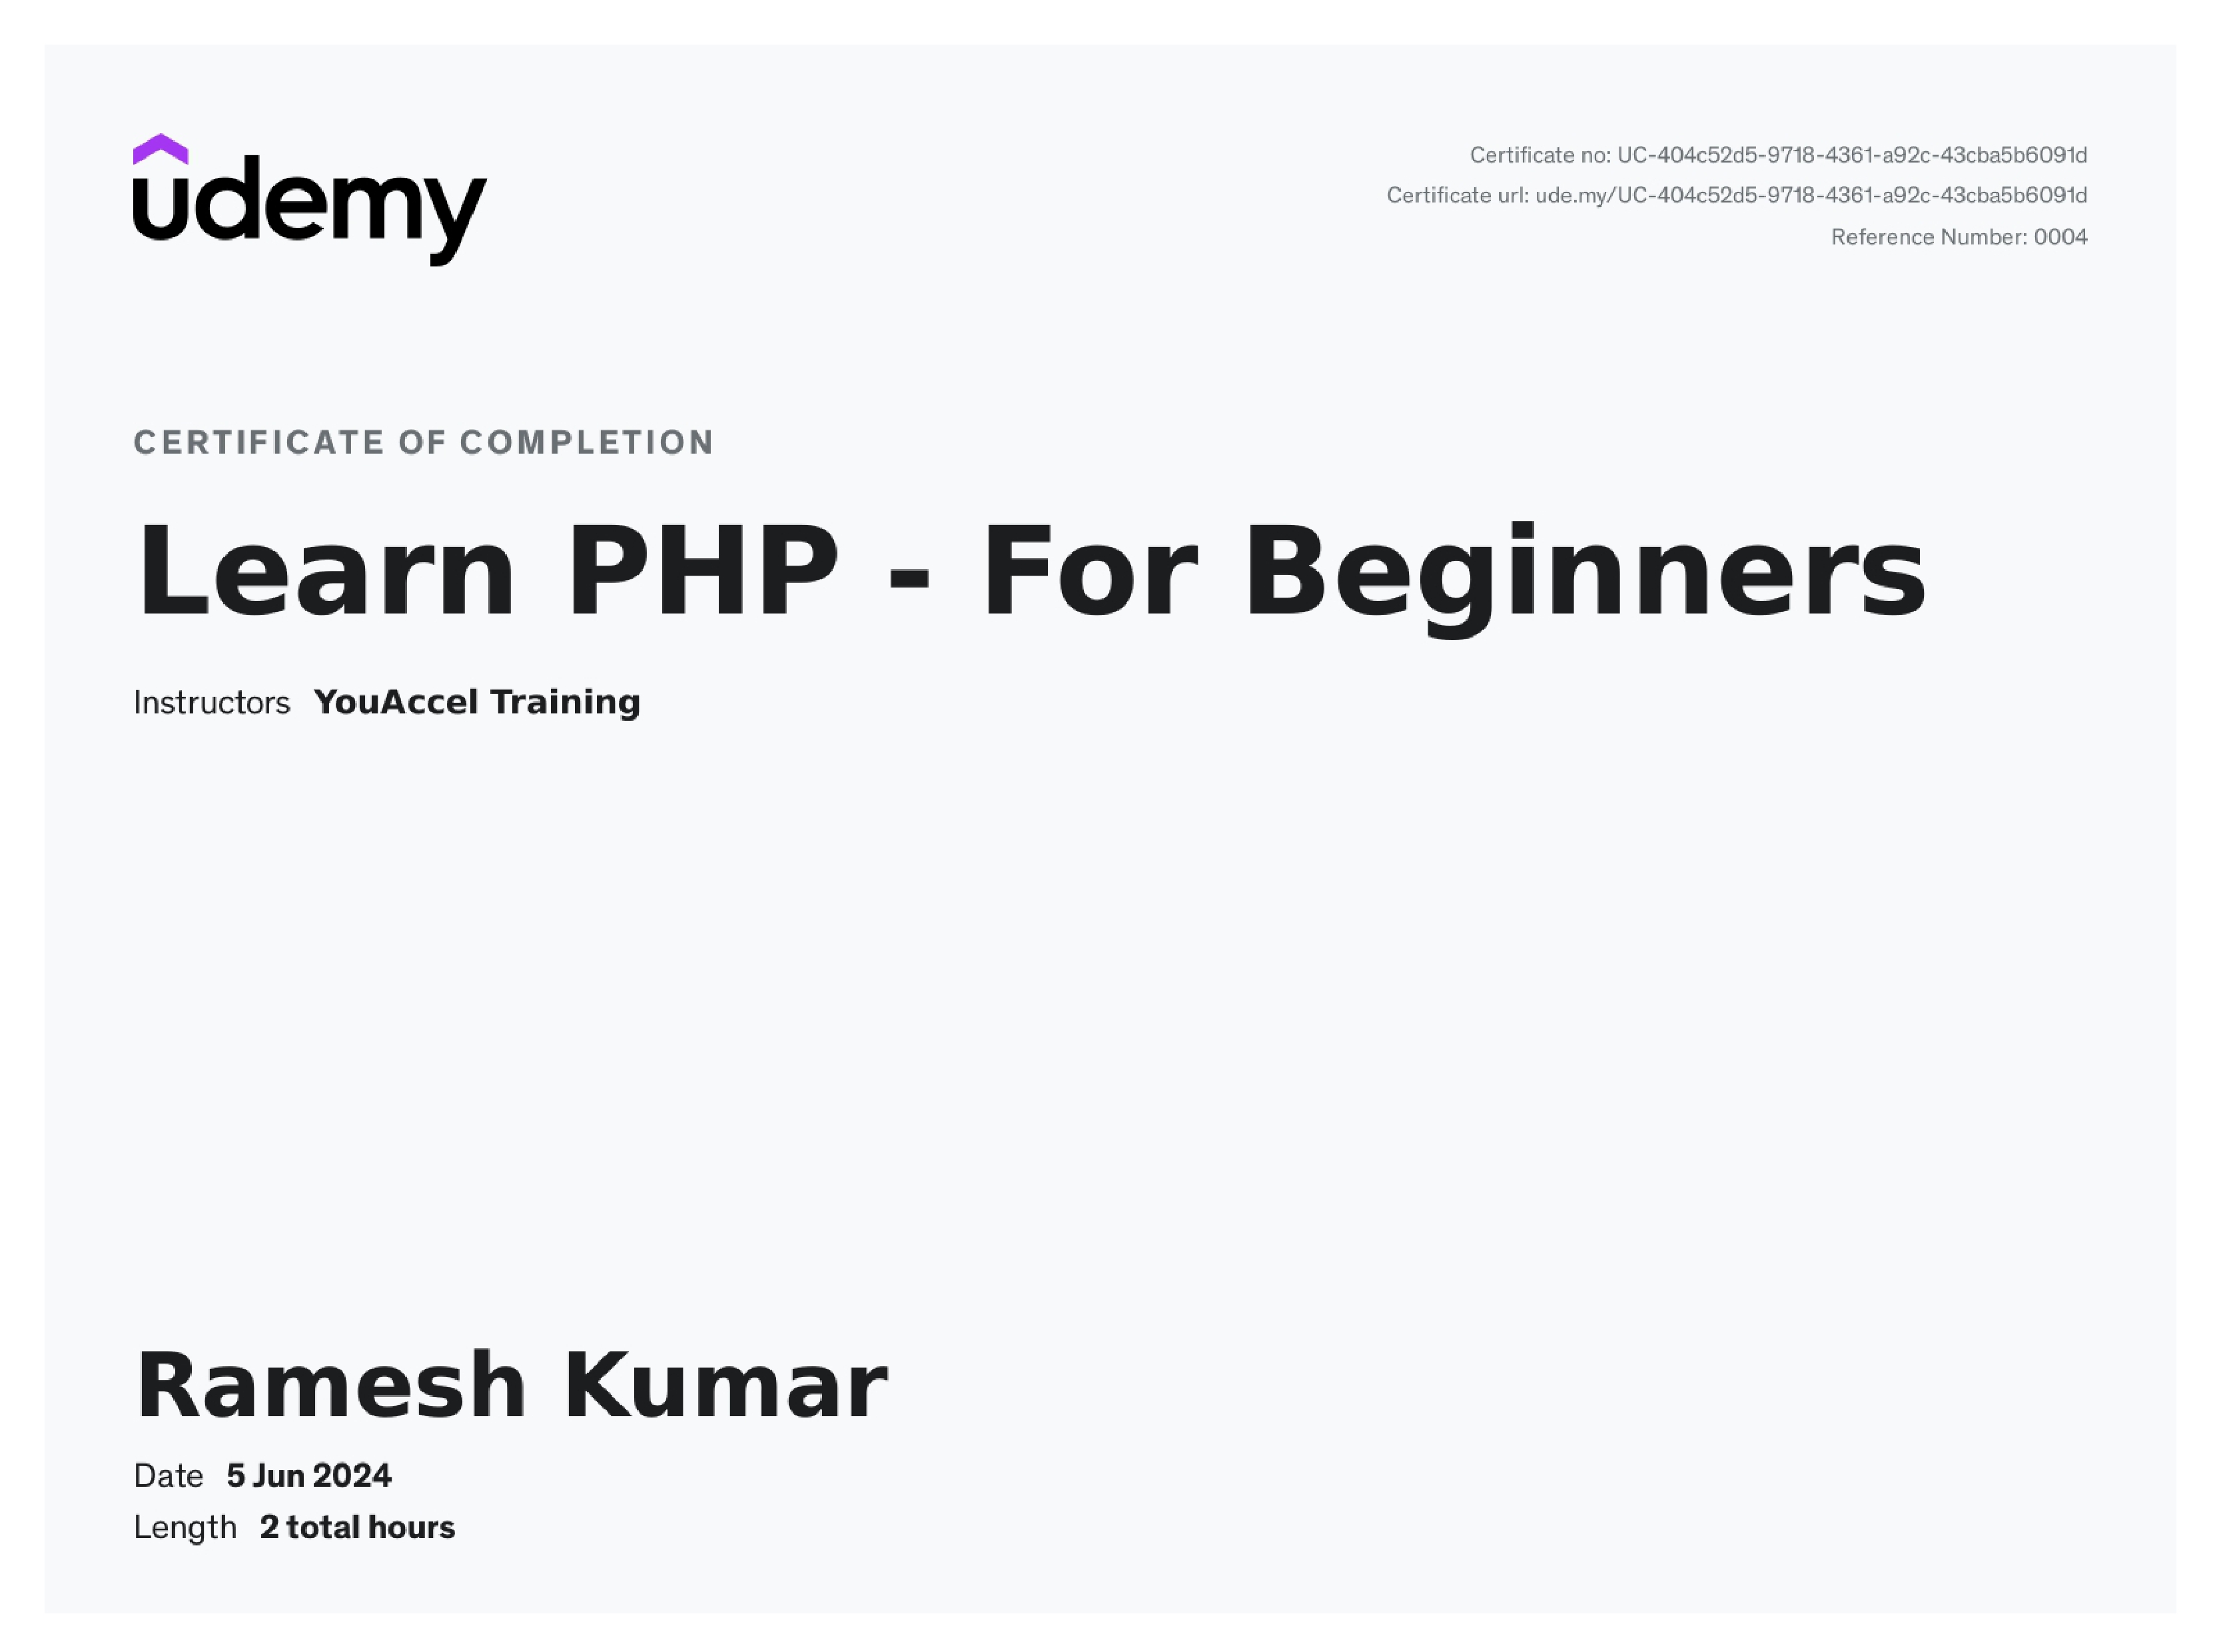 udemy
Certificate no: UC-404c52d5-9718-4361-a92c-43cba5b6091d
Certificate url: ude.my/UC-404c52d5-9718-4361-a92c-43cba5b6091d
Reference Number: 0004
CERTIFICATE OF COMPLETION
Learn PHP - For Beginners
Instructors YouAccel Training
Ramesh Kumar
Date 5 Jun 2024
Length 2 total hours